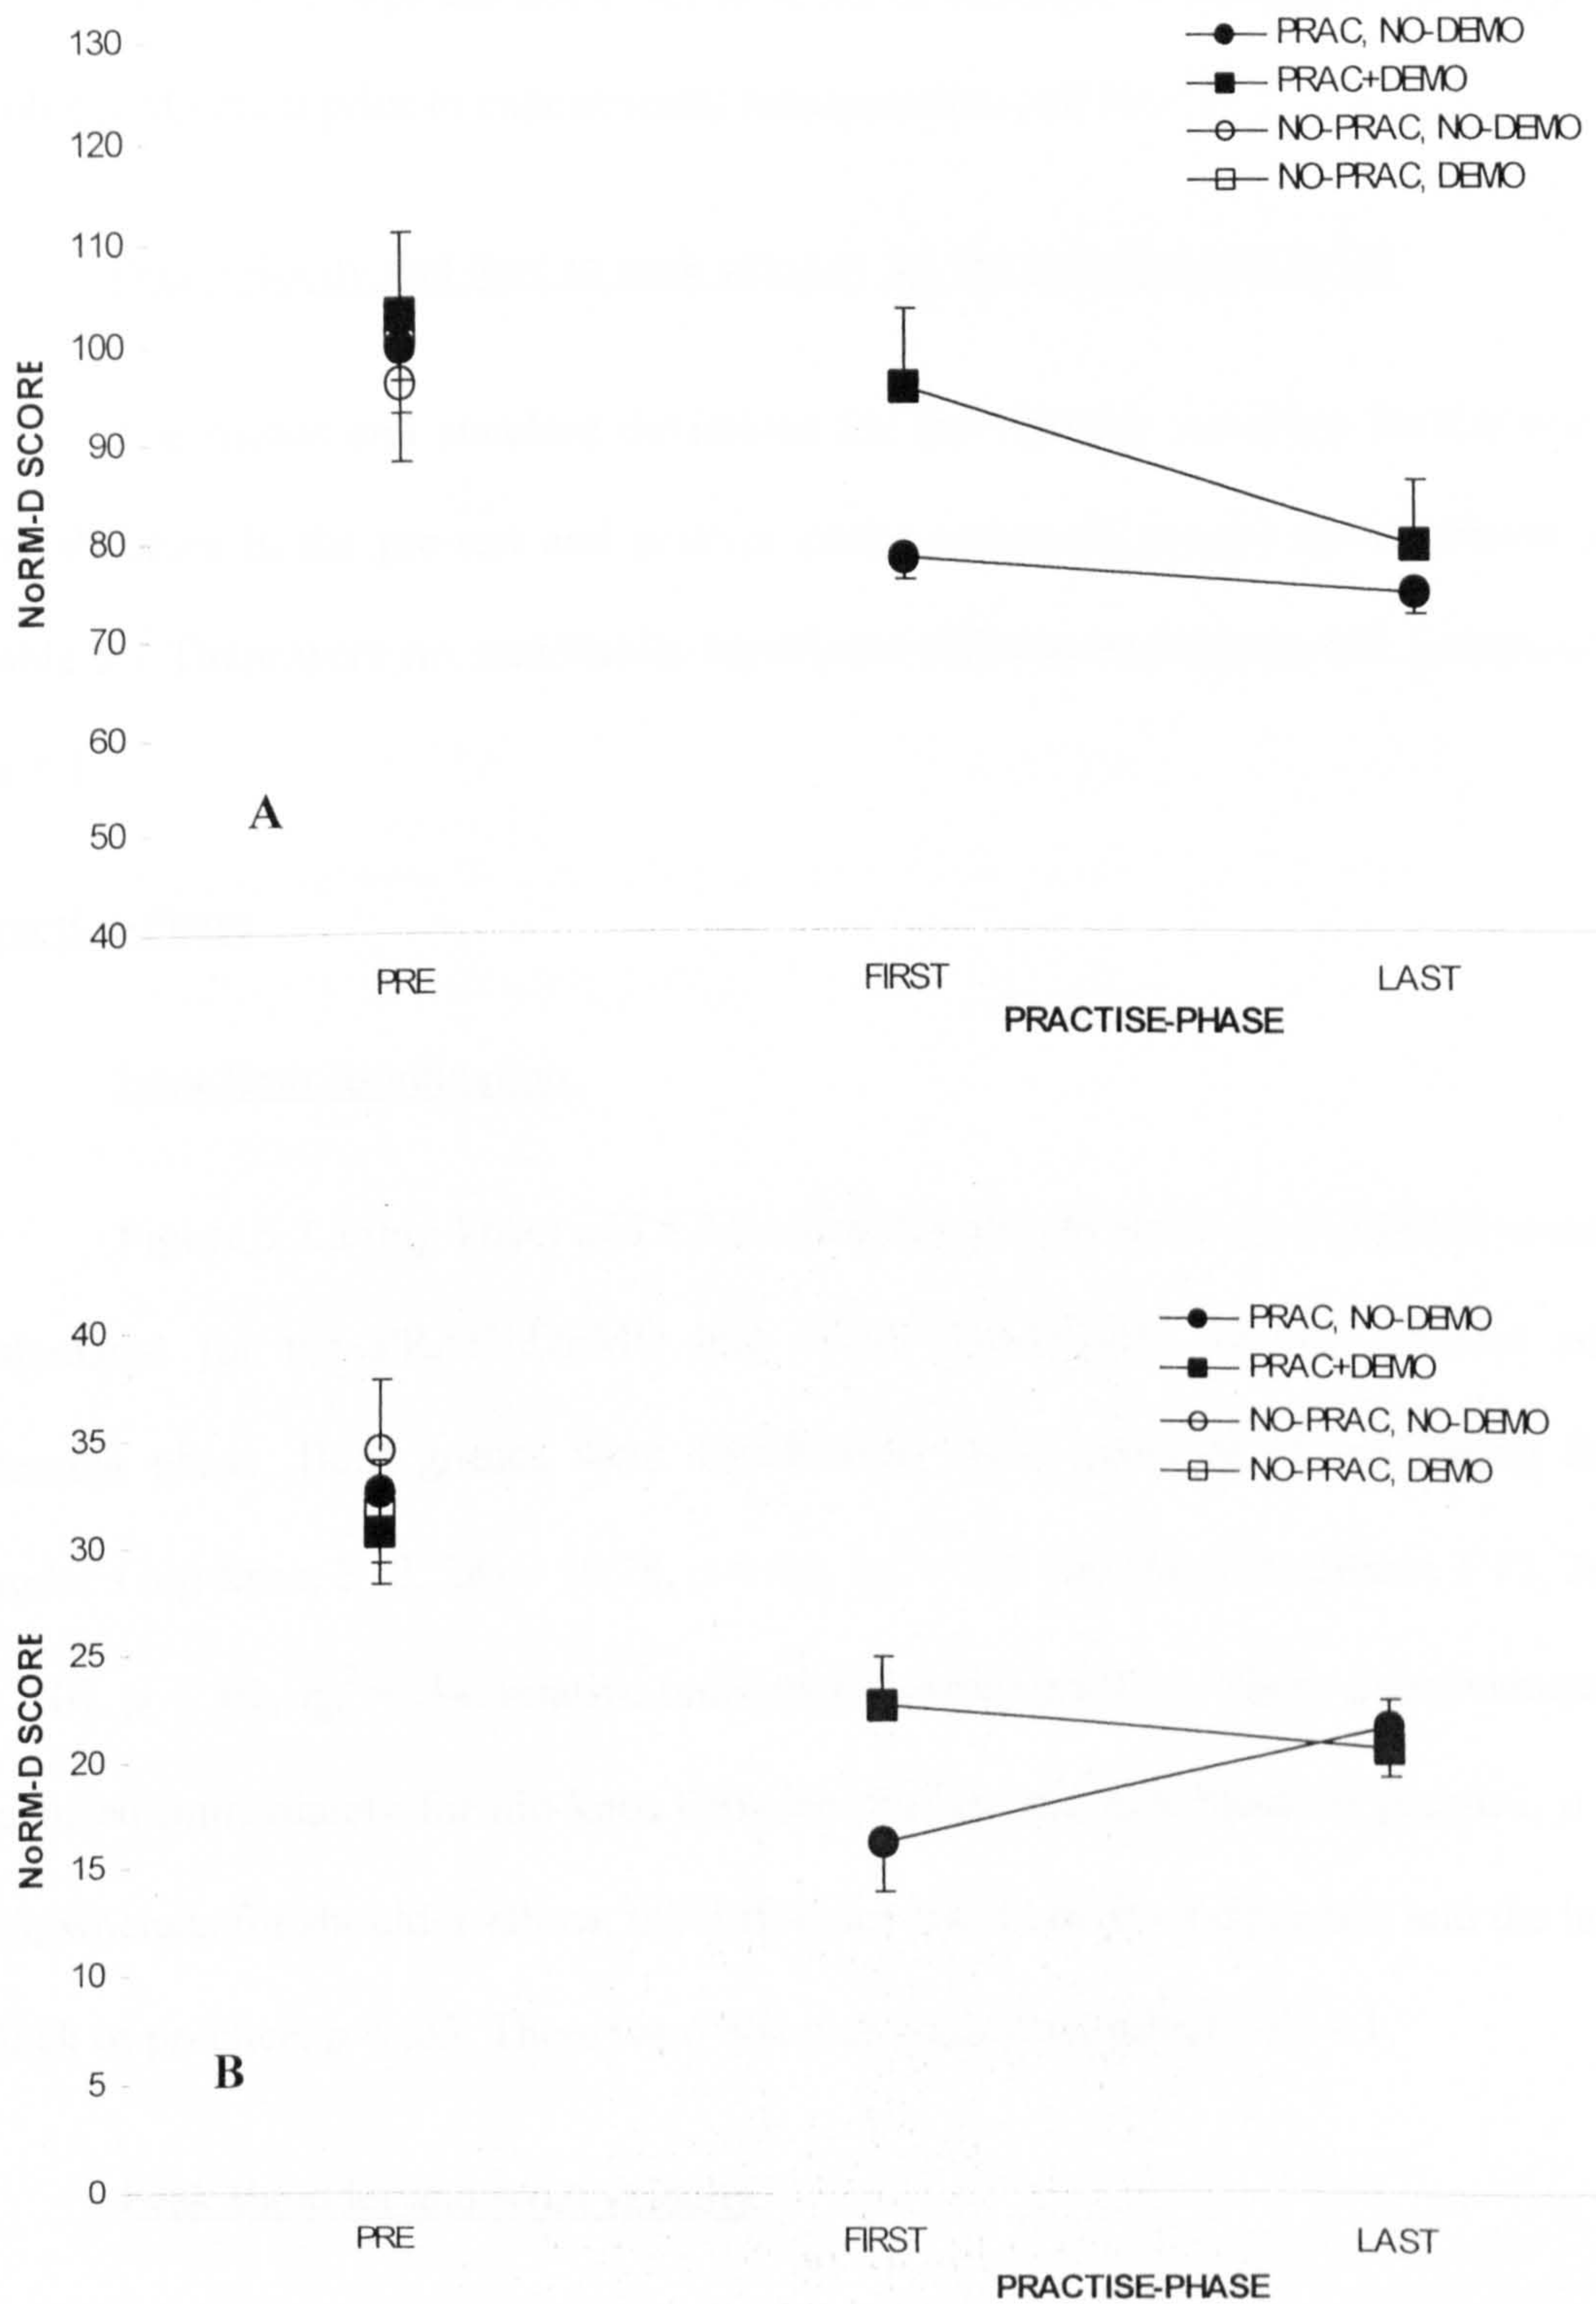 PRAC, NO-DEMO
PRAC+DEMO
NO-PRAC, NO-DEMO
NO-PRAC, DEMO
130
120
110
100
90
80
70
60
50
40
NoRM-D SCORE
A
PRE
FIRST
LAST
PRACTISE-PHASE
PRAC, NO-DEMO
PRAC+DEMO
NO-PRAC, NO-DEMO
NO-PRAC, DEMO
40
35
30
25
20
15
10
5
0
NoRM-D SCORE
B
PRE
FIRST
LAST
PRACTISE-PHASE